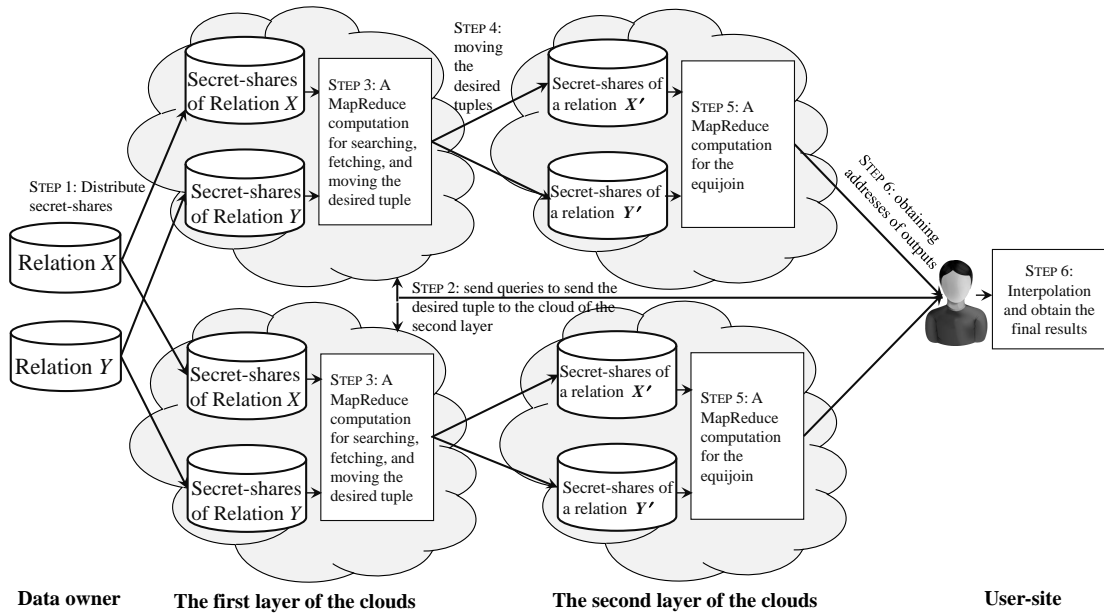 STEP 1: Distribute
secret-shares
Relation X
Relation Y
Secret-shares
of Relation X
Secret-shares
of Relation Y
STEP 3: A
MapReduce
computation
for searching,
fetching, and
moving the
desired tuple
STEP 4:
moving
the
desired
tuples
Secret-shares of
a relation X′
Secret-shares of
a relation Y′
STEP 5: A
MapReduce
computation
for the
equijoin
STEP 6: obtaining
addresses of outputs
STEP 2: send queries to send the
desired tuple to the cloud of the
second layer
STEP 6:
Interpolation
and obtain the
final results
Secret-shares
of Relation X
Secret-shares
of Relation Y
STEP 3: A
MapReduce
computation
for searching,
fetching, and
moving the
desired tuple
Secret-shares of
a relation X′
Secret-shares of
a relation Y′
STEP 5: A
MapReduce
computation
for the
equijoin
Data owner
The first layer of the clouds
The second layer of the clouds
User-site